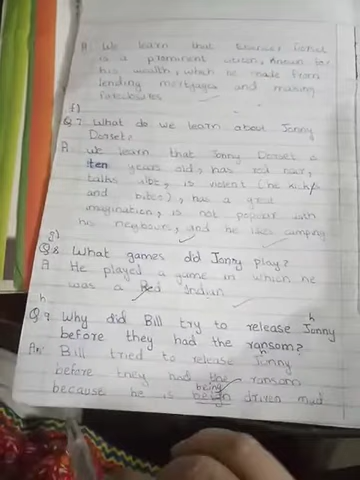 A. We learn that Ebenezer Dorset
is a prominent citizen, known for
his wealth, which he made from
lending mortgages and making
foreclosures
f)
Q.7 What do we learn about Jonny
Dorset?
A. We learn that Jonny Dorset is
ten years old, has red hair,
talks alot, is violent (he kicks
and bites), has a great
imagination, is not popular with
his neighbours, and he likes camping
g)
Q.8 What games did Jonny play?
A He played a game in which he
was a Red Indian
h
Q.9. Why did Bill try to release Jonny
before they had the ransom?
An: Bill tried to release Jonny
before they had the ransom
being
because he is driven mad